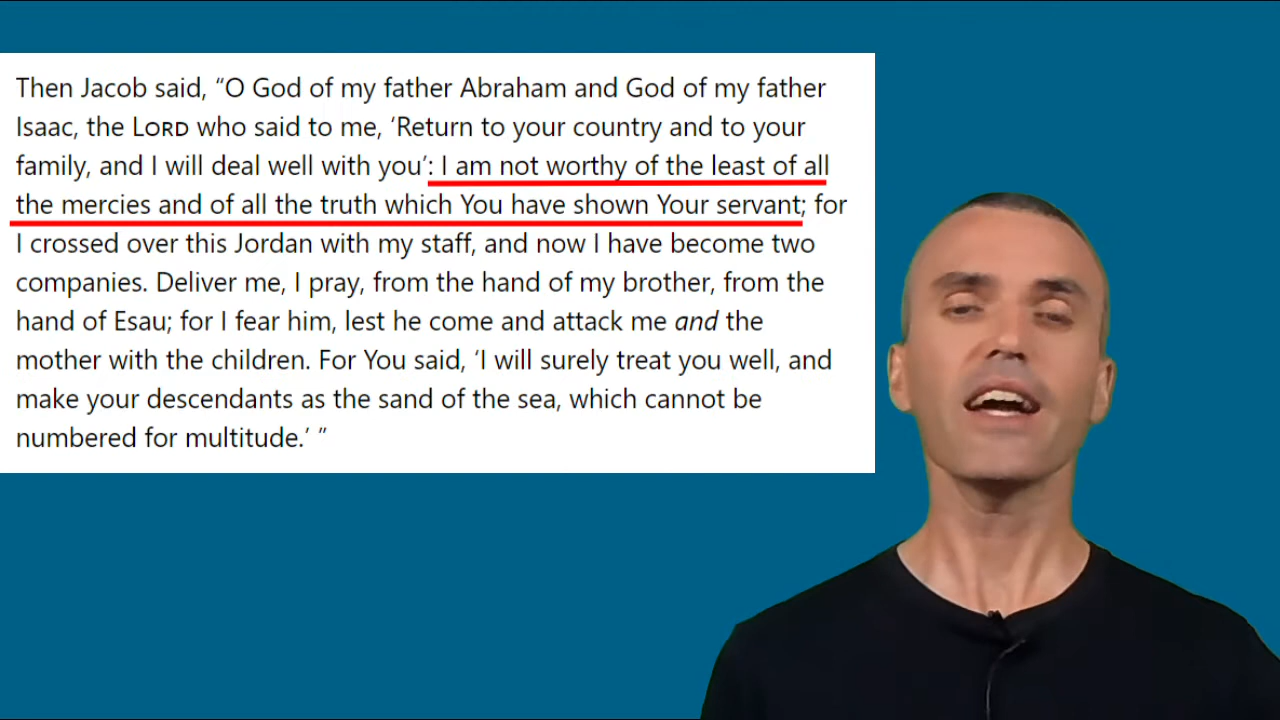 Then Jacob said, “O God of my father Abraham and God of my father
Isaac, the LORD who said to me, ‘Return to your country and to your
family, and I will deal well with you’: I am not worthy of the least of all
the mercies and of all the truth which You have shown Your servant; for
I crossed over this Jordan with my staff, and now I have become two
companies. Deliver me, I pray, from the hand of my brother, from the
hand of Esau; for I fear him, lest he come and attack me and the
mother with the children. For You said, ‘I will surely treat you well, and
make your descendants as the sand of the sea, which cannot be
numbered for multitude.’ ”